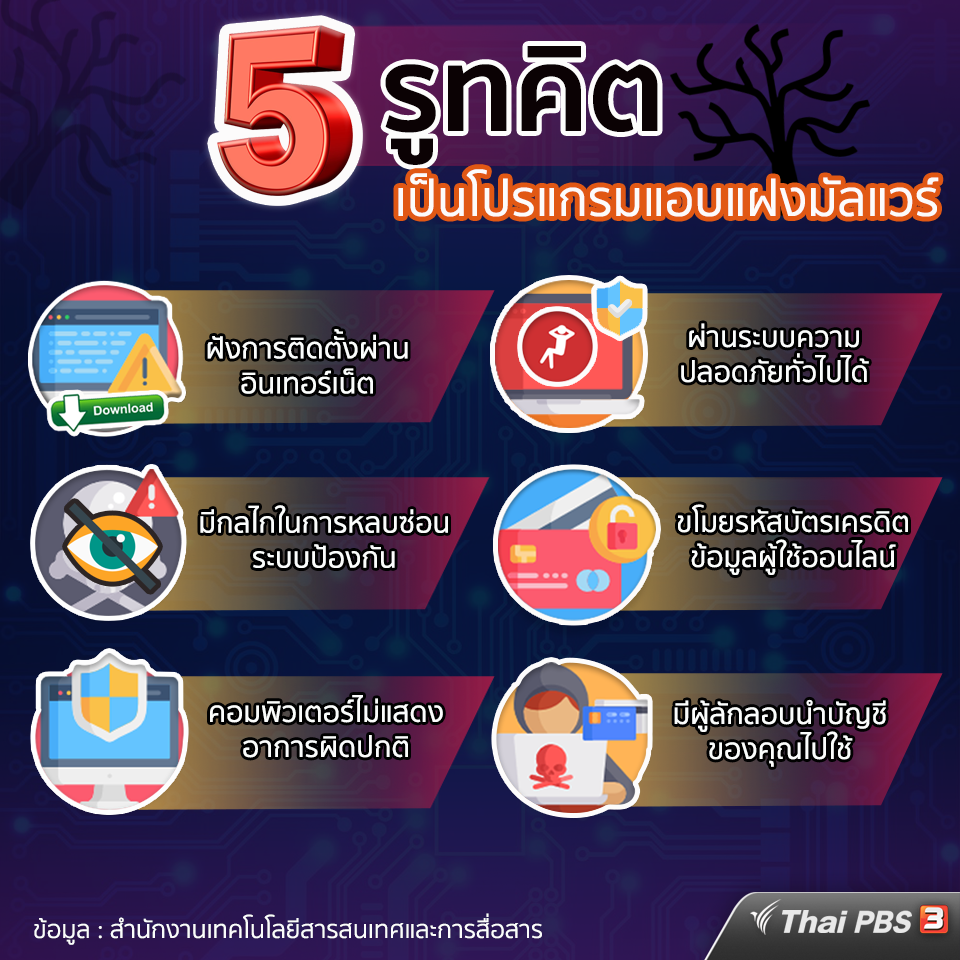 5 รูทคิต
เป็นโปรแกรมแอบแฝงมัลแวร์
Download
ฝังการติดตั้งผ่าน
อินเทอร์เน็ต
ผ่านระบบความ
ปลอดภัยทั่วไปได้
มีกลไกในการหลบซ่อน
ระบบป้องกัน
ขโมยรหัสบัตรเครดิต
ข้อมูลผู้ใช้ออนไลน์
คอมพิวเตอร์ไม่แสดง
อาการผิดปกติ
มีผู้ลักลอบนำบัญชี
ของคุณไปใช้
ข้อมูล : สำนักงานเทคโนโลยีสารสนเทศและการสื่อสาร
Thai PBS 3